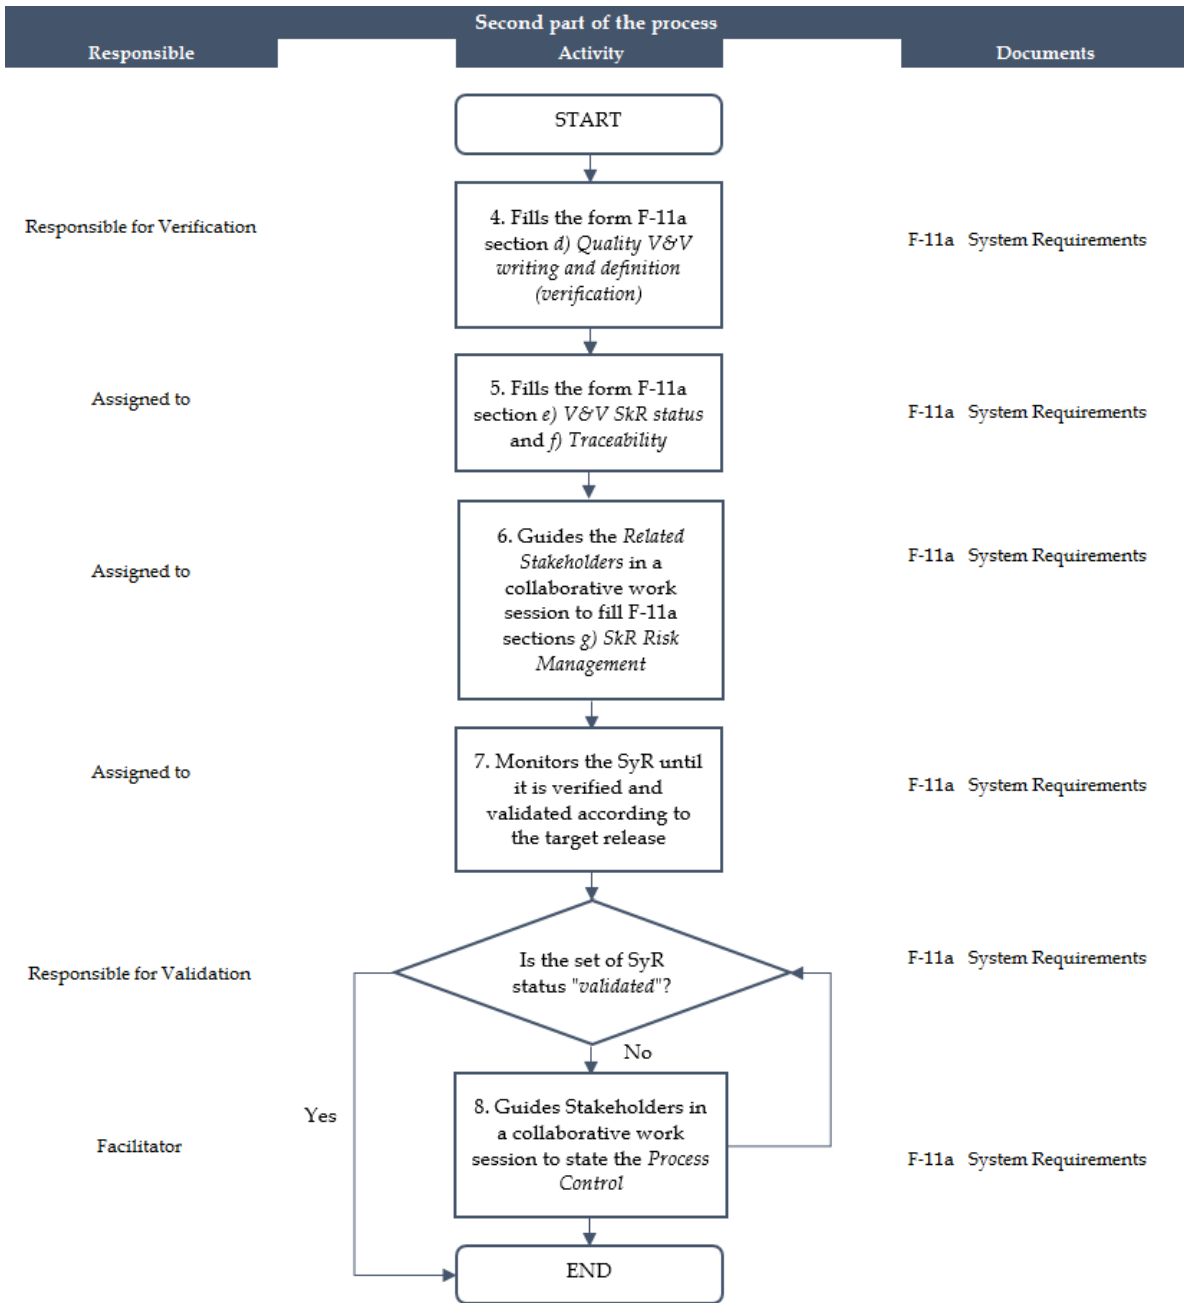 Second part of the process
Responsible
Activity
Documents
START
Responsible for Verification
4. Fills the form F-11a
section d) Quality V&V
writing and definition
(verification)
F-11a System Requirements
Assigned to
5. Fills the form F-11a
section e) V&V SkR status
and f) Traceability
F-11a System Requirements
Assigned to
6. Guides the Related
Stakeholders in a
collaborative work
session to fill F-11a
sections g) SkR Risk
Management
F-11a System Requirements
Assigned to
7. Monitors the SyR until
it is verified and
validated according to
the target release
F-11a System Requirements
Responsible for Validation
Is the set of SyR
status "validated"?
F-11a System Requirements
No
Yes
Facilitator
8. Guides Stakeholders in
a collaborative work
session to state the Process
Control
F-11a System Requirements
END